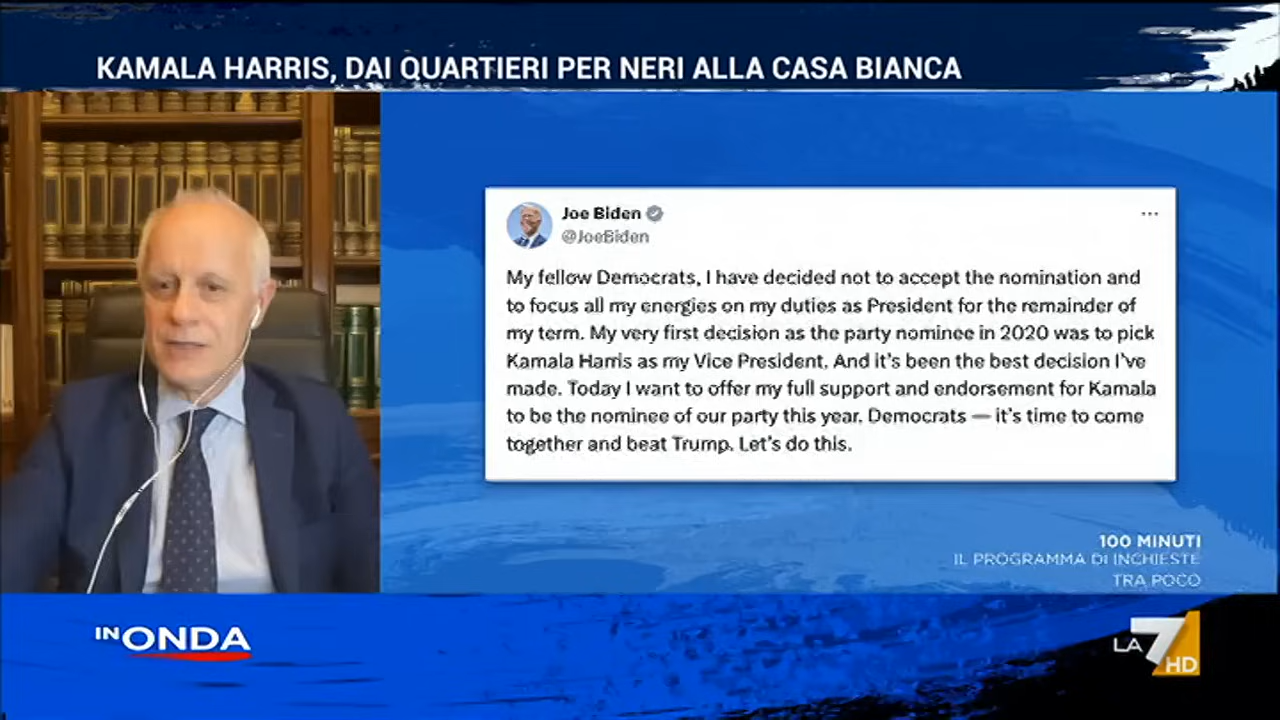 KAMALA HARRIS, DAI QUARTIERI PER NERI ALLA CASA BIANCA
Joe Biden
@JoeBiden
My fellow Democrats, I have decided not to accept the nomination and
to focus all my energies on my duties as President for the remainder of
my term. My very first decision as the party nominee in 2020 was to pick
Kamala Harris as my Vice President. And it's been the best decision I've
made. Today I want to offer my full support and endorsement for Kamala
to be the nominee of our party this year. Democrats — it's time to come
together and beat Trump. Let's do this.
100 MINUTI
IL PROGRAMMA DI INCHIESTE
TRA POCO
IN ONDA
LA 7 HD